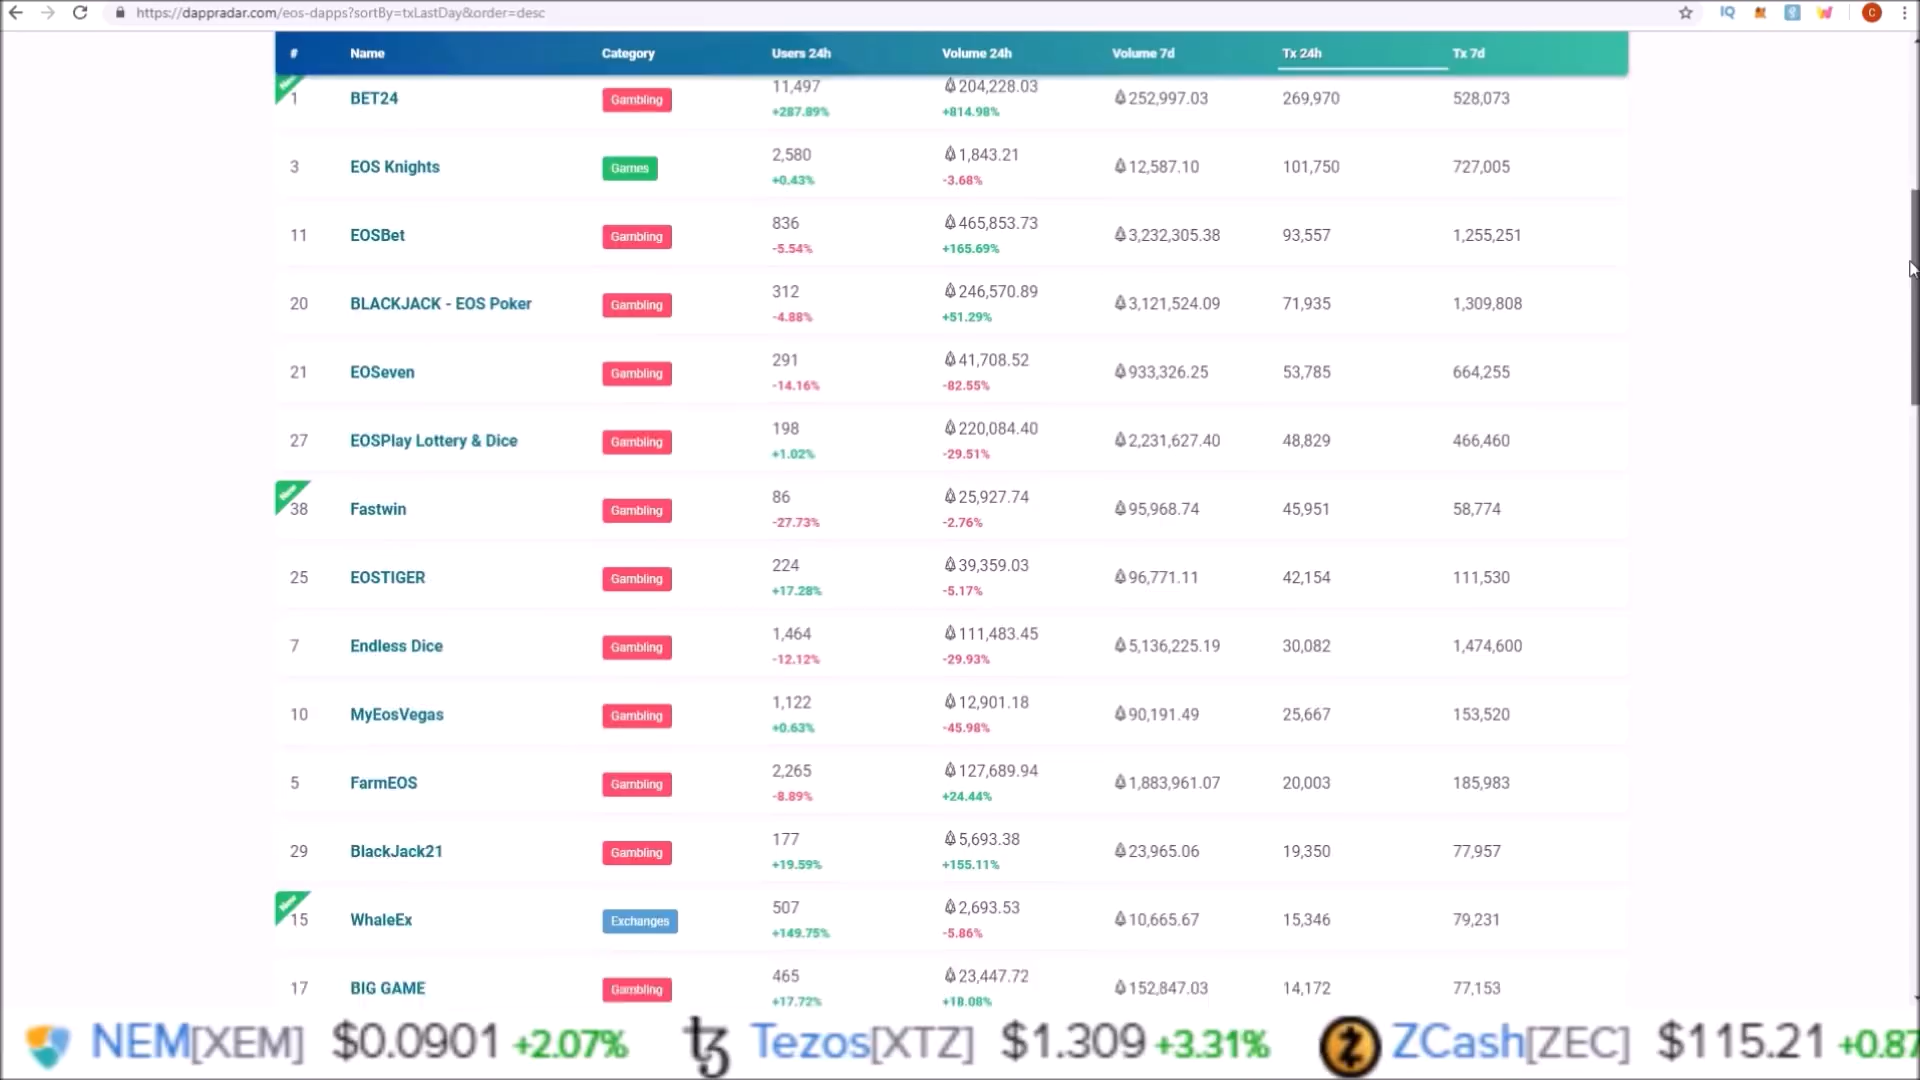 https://dappradar.com/eos-dapps?sortBy=txLastDay&order=desc
# Name Category Users 24h Volume 24h Volume 7d Tx 24h Tx 7d
New
1 BET24 Gambling 11,497 204,228.03 252,997.03 269,970 528,073
+287.89% +814.98%
3 EOS Knights Games 2,580 1,843.21 12,587.10 101,750 727,005
+0.43% -3.68%
11 EOSBet Gambling 836 465,853.73 3,232,305.38 93,557 1,255,251
-5.54% +165.69%
20 BLACKJACK - EOS Poker Gambling 312 246,570.89 3,121,524.09 71,935 1,309,808
-4.88% +51.29%
21 EOSeven Gambling 291 41,708.52 933,326.25 53,785 664,255
-14.16% -82.55%
27 EOSPlay Lottery & Dice Gambling 198 220,084.40 2,231,627.40 48,829 466,460
+1.02% -29.51%
New
38 Fastwin Gambling 86 25,927.74 95,968.74 45,951 58,774
-27.73% -2.76%
25 EOSTIGER Gambling 224 39,359.03 96,771.11 42,154 111,530
+17.28% -5.17%
7 Endless Dice Gambling 1,464 111,483.45 5,136,225.19 30,082 1,474,600
-12.12% -29.93%
10 MyEosVegas Gambling 1,122 12,901.18 90,191.49 25,667 153,520
+0.63% -45.98%
5 FarmEOS Gambling 2,265 127,689.94 1,883,961.07 20,003 185,983
-8.89% +24.44%
29 BlackJack21 Gambling 177 5,693.38 23,965.06 19,350 77,957
+19.59% +155.11%
New
15 WhaleEx Exchanges 507 2,693.53 10,665.67 15,346 79,231
+149.75% -5.86%
17 BIG GAME Gambling 465 23,447.72 152,847.03 14,172 77,153
+17.72% +18.08%
NEM[XEM] $0.0901 +2.07% Tezos[XTZ] $1.309 +3.31% ZCash[ZEC] $115.21 +0.87